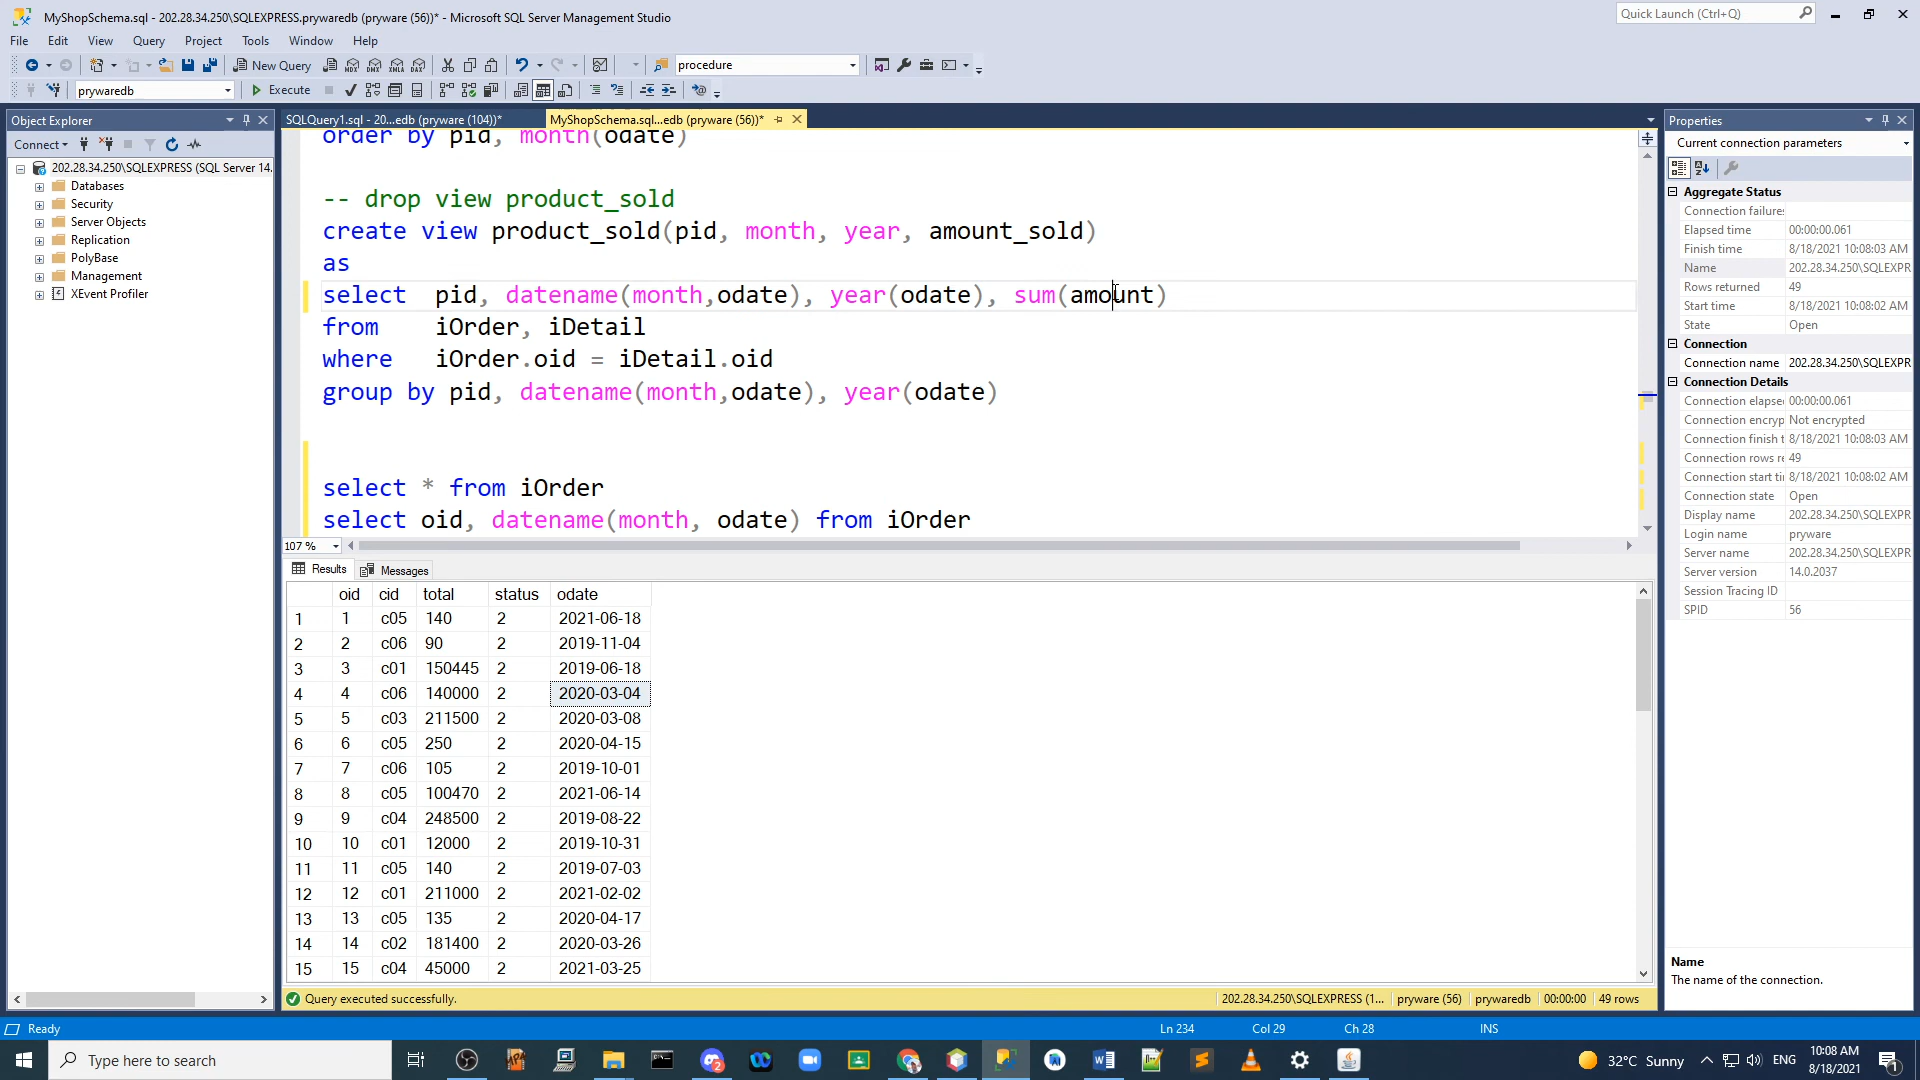 MyShopSchema.sql - 202.28.34.250\SQLEXPRESS.prywaredb (pryware (56))* - Microsoft SQL Server Management Studio
Quick Launch (Ctrl+Q)
File Edit View Query Project Tools Window Help
New Query
procedure
prywaredb
Execute
Object Explorer
Connect
202.28.34.250\SQLEXPRESS (SQL Server 14.
Databases
Security
Server Objects
Replication
PolyBase
Management
XEvent Profiler
SQLQuery1.sql - 20...edb (pryware (104))*
MyShopSchema.sql...edb (pryware (56))*
order by pid, month(odate)
-- drop view product_sold
create view product_sold(pid, month, year, amount_sold)
as
select pid, datename(month,odate), year(odate), sum(amount)
from iOrder, iDetail
where iOrder.oid = iDetail.oid
group by pid, datename(month,odate), year(odate)
select * from iOrder
select oid, datename(month, odate) from iOrder
107 %
Results Messages
oid cid total status odate
1 1 c05 140 2 2021-06-18
2 2 c06 90 2 2019-11-04
3 3 c01 150445 2 2019-06-18
4 4 c06 140000 2 2020-03-04
5 5 c03 211500 2 2020-03-08
6 6 c05 250 2 2020-04-15
7 7 c06 105 2 2019-10-01
8 8 c05 100470 2 2021-06-14
9 9 c04 248500 2 2019-08-22
10 10 c01 12000 2 2019-10-31
11 11 c05 140 2 2019-07-03
12 12 c01 211000 2 2021-02-02
13 13 c05 135 2 2020-04-17
14 14 c02 181400 2 2020-03-26
15 15 c04 45000 2 2021-03-25
Query executed successfully.
202.28.34.250\SQLEXPRESS (1... pryware (56) prywaredb 00:00:00 49 rows
Properties
Current connection parameters
Aggregate Status
Connection failures
Elapsed time 00:00:00.061
Finish time 8/18/2021 10:08:03 AM
Name 202.28.34.250\SQLEXPR
Rows returned 49
Start time 8/18/2021 10:08:02 AM
State Open
Connection
Connection name 202.28.34.250\SQLEXPR
Connection Details
Connection elapse 00:00:00.061
Connection encryp Not encrypted
Connection finish t 8/18/2021 10:08:03 AM
Connection rows re 49
Connection start ti 8/18/2021 10:08:02 AM
Connection state Open
Display name 202.28.34.250\SQLEXPR
Login name pryware
Server name 202.28.34.250\SQLEXPR
Server version 14.0.2037
Session Tracing ID
SPID 56
Name
The name of the connection.
Ready
Ln 234 Col 29 Ch 28 INS
Type here to search
32°C Sunny
ENG
10:08 AM
8/18/2021